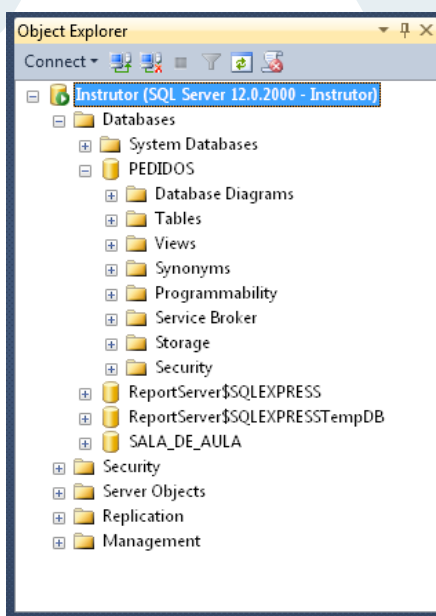 Object Explorer
Connect
Instrutor (SQL Server 12.0.2000 - Instrutor)
Databases
System Databases
PEDIDOS
Database Diagrams
Tables
Views
Synonyms
Programmability
Service Broker
Storage
Security
ReportServer$SQLEXPRESS
ReportServer$SQLEXPRESSTempDB
SALA_DE_AULA
Security
Server Objects
Replication
Management